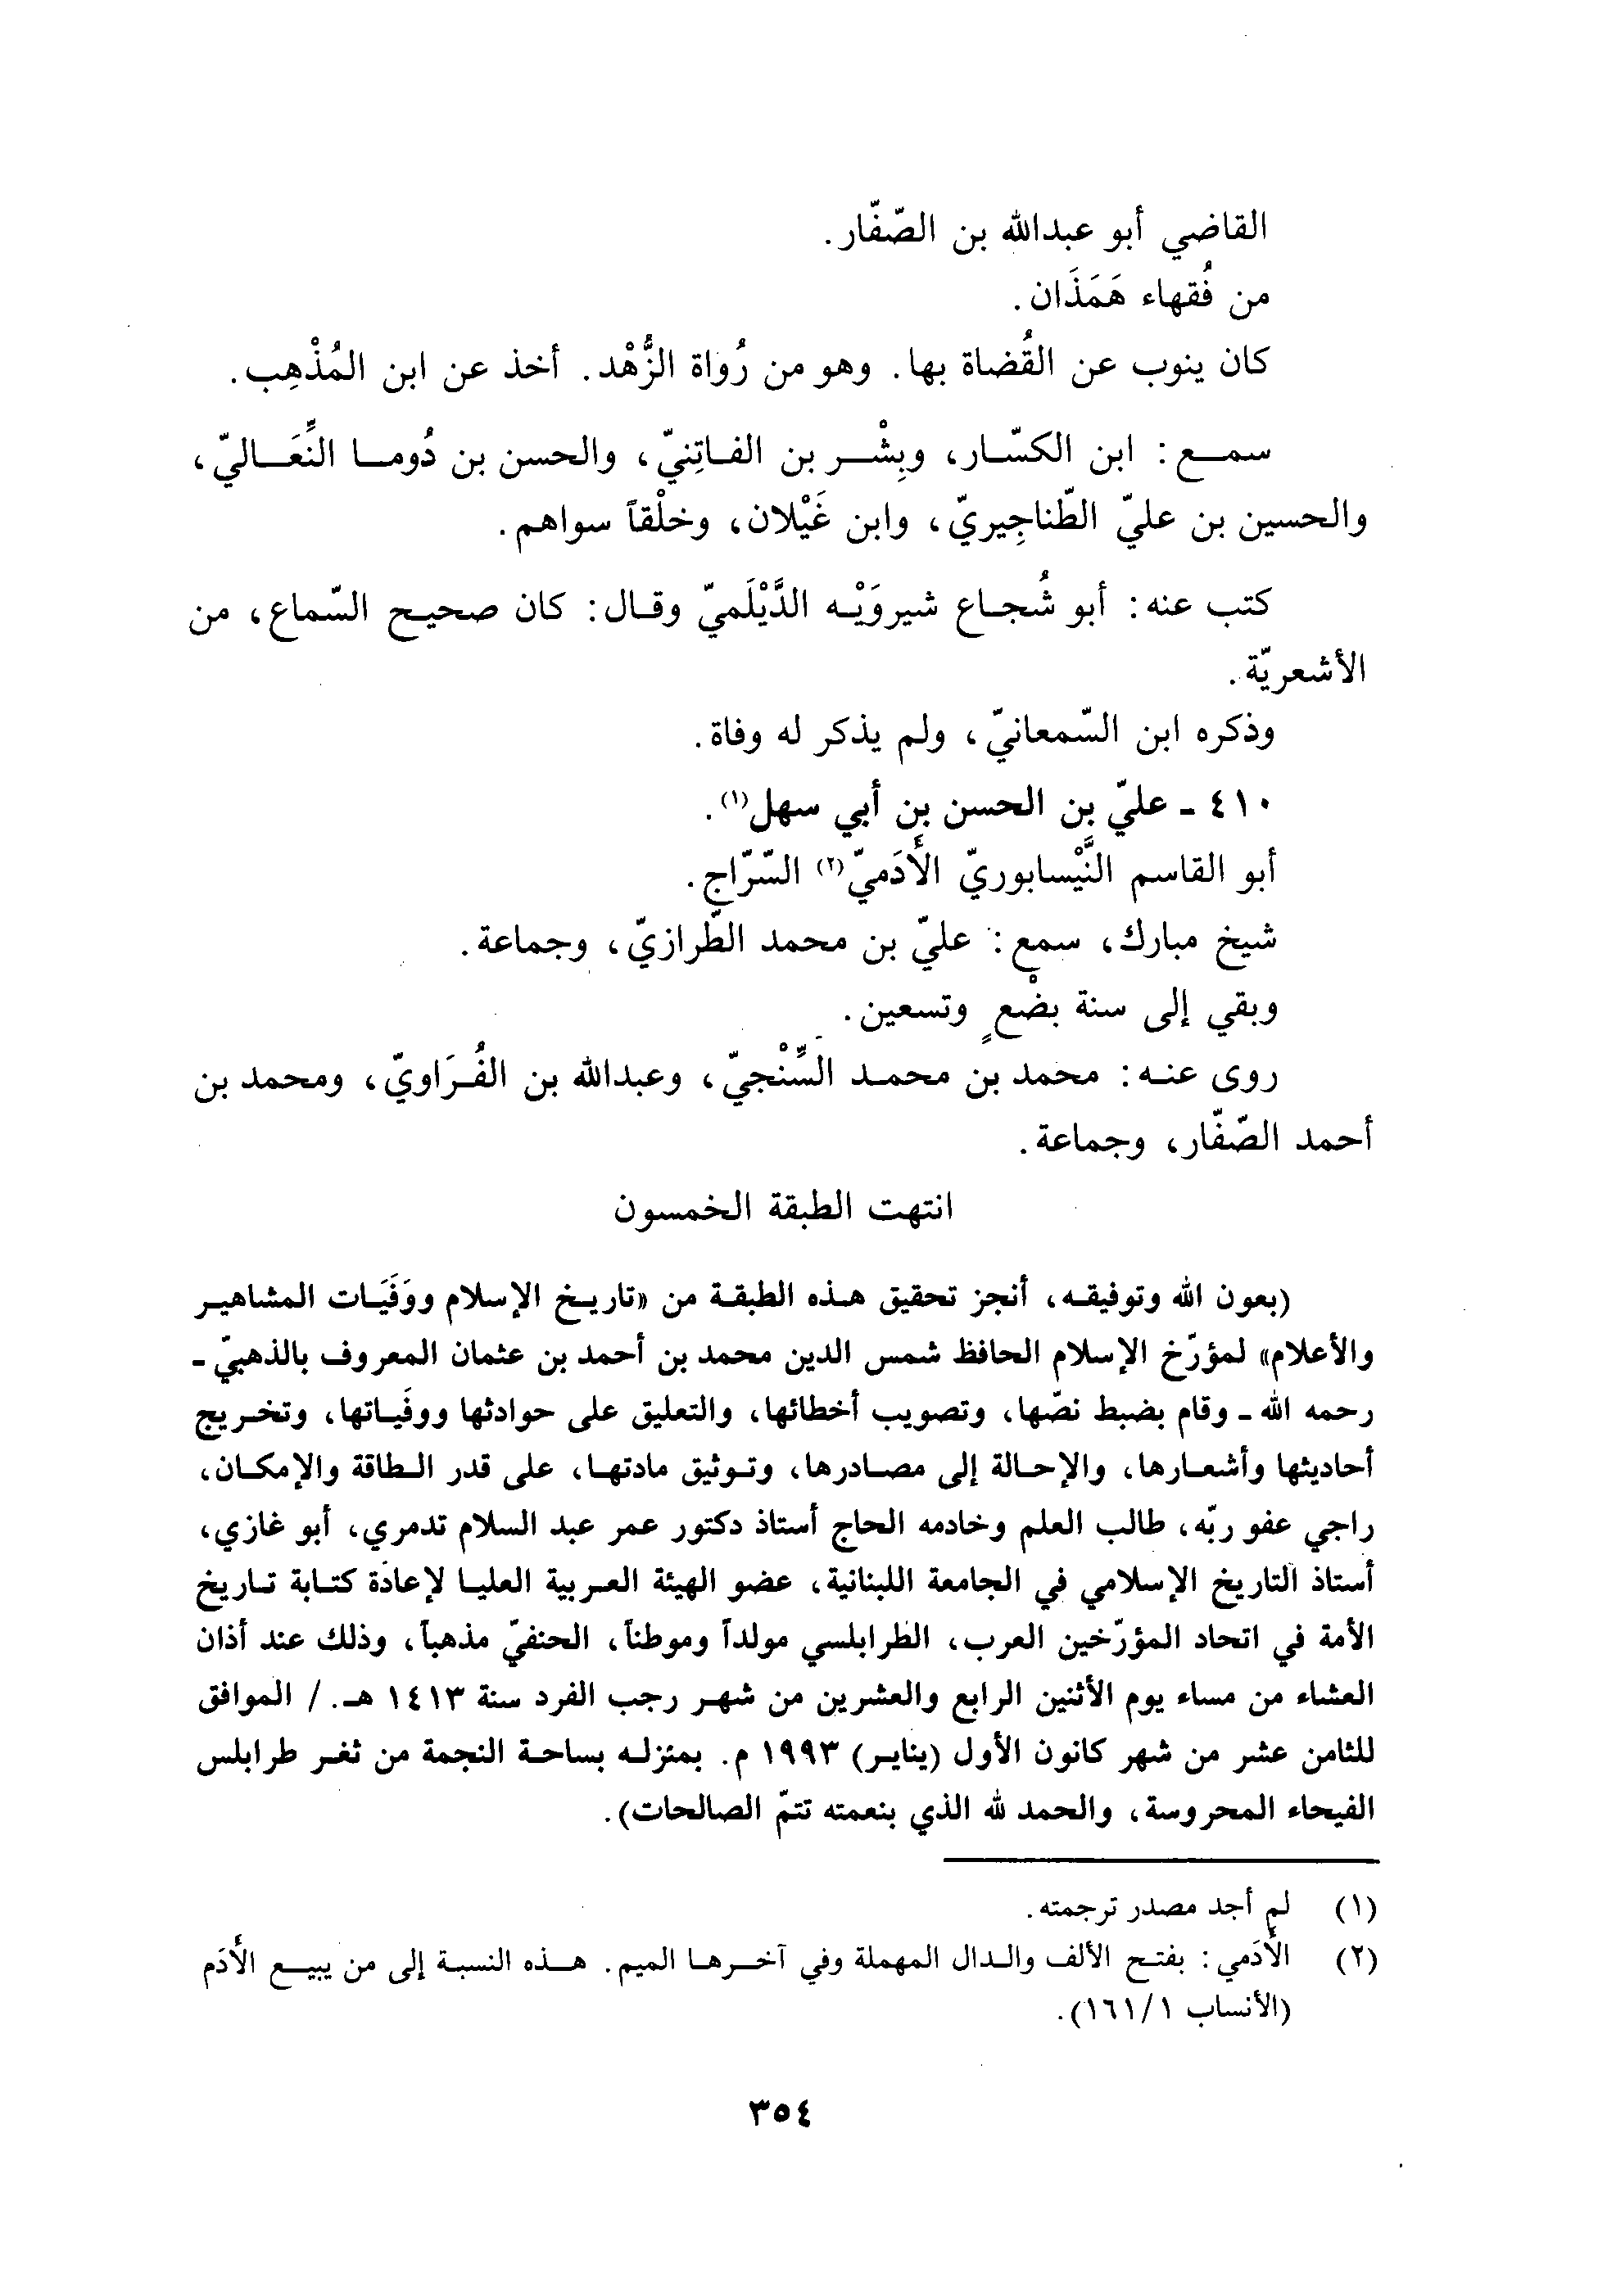 القاضي أبو عبدالله بن الصّفّار.
من فُقهاء هَمَذَان.
كان ينوب عن القُضاة بها. وهو من رُواة الزُّهْد. أخذ عن ابن المُذْهِب.
سمع: ابن الكسّار، وبِشْر بن الفاتِنيّ، والحسن بن دُوما النِّعَاليّ،
والحسين بن عليّ الطّناجِيريّ، وابن غَيْلان، وخلْقاً سواهم.
كتب عنه: أبو شُجاع شيروَيْه الدَّيْلَميّ وقال: كان صحيح السّماع، من
الأشعريّة.
وذكره ابن السّمعانيّ، ولم يذكر له وفاة.
٤١٠ ـ عليّ بن الحسن بن أبي سهل(١).
أبو القاسم النَّيْسابوريّ الأَدَميّ(٢) السّرّاج.
شيخ مبارك، سمع: عليّ بن محمد الطّرازيّ، وجماعة.
وبقي إلى سنة بضْعٍ وتسعين.
روى عنه: محمد بن محمد السِّنْجيّ، وعبدالله بن الفُرَاويّ، ومحمد بن
أحمد الصّفّار، وجماعة.
انتهت الطبقة الخمسون
(بعون الله وتوفيقه، أنجز تحقيق هذه الطبقة من «تاريخ الإسلام ووَفَيَات المشاهير
والأعلام» لمؤرّخ الإسلام الحافظ شمس الدين محمد بن أحمد بن عثمان المعروف بالذهبيّ ـ
رحمه الله ـ وقام بضبط نصّها، وتصويب أخطائها، والتعليق على حوادثها ووفَياتها، وتخريج
أحاديثها وأشعارها، والإحالة إلى مصادرها، وتوثيق مادتها، على قدر الطاقة والإمكان،
راجي عفو ربّه، طالب العلم وخادمه الحاج أستاذ دكتور عمر عبد السلام تدمري، أبو غازي،
أستاذ التاريخ الإسلامي في الجامعة اللبنانية، عضو الهيئة العربية العليا لإعادة كتابة تاريخ
الأمة في اتحاد المؤرّخين العرب، الطرابلسي مولداً وموطناً، الحنفيّ مذهباً، وذلك عند أذان
العشاء من مساء يوم الأثنين الرابع والعشرين من شهر رجب الفرد سنة ١٤١٣ هـ. / الموافق
للثامن عشر من شهر كانون الأول (يناير) ١٩٩٣ م. بمنزله بساحة النجمة من ثغر طرابلس
الفيحاء المحروسة، والحمد لله الذي بنعمته تتمّ الصالحات).
(١) لم أجد مصدر ترجمته.
(٢) الأَدَمي: بفتح الألف والدال المهملة وفي آخرها الميم. هذه النسبة إلى من يبيع الأدَم
(الأنساب ١/١٦١).
٣٥٤